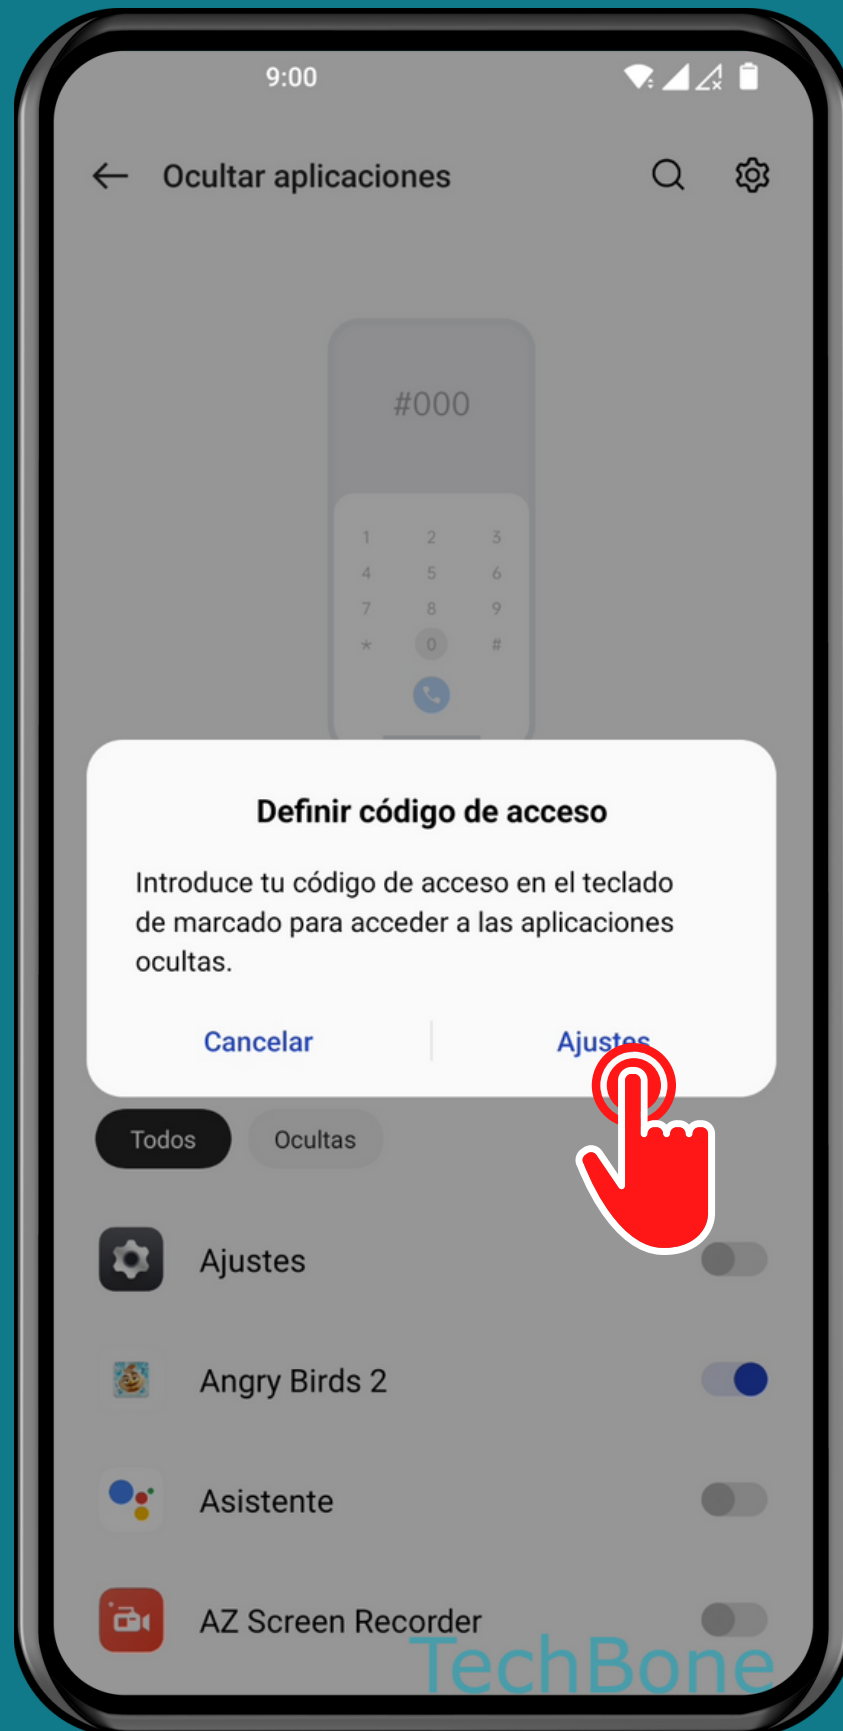 9:00
Ocultar aplicaciones
#000
1 2 3
4 5 6
7 8 9
* 0 #
Definir código de acceso
Introduce tu código de acceso en el teclado
de marcado para acceder a las aplicaciones
ocultas.
Cancelar Ajustes
Todos Ocultas
Ajustes
Angry Birds 2
Asistente
AZ Screen Recorder
TechBone